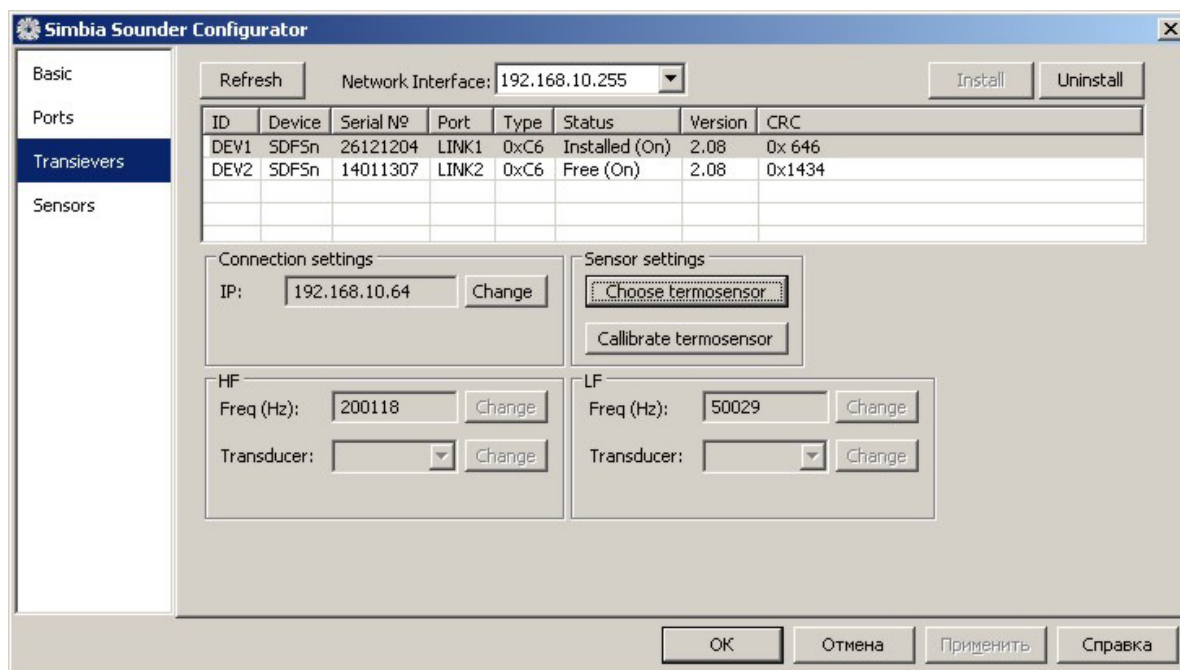 Simbia Sounder Configurator
Basic
Ports
Transievers
Sensors
Refresh Network Interface: 192.168.10.255 Install Uninstall
ID Device Serial Nº Port Type Status Version CRC
DEV1 SDFSn 26121204 LINK1 0xC6 Installed (On) 2.08 0x 646
DEV2 SDFSn 14011307 LINK2 0xC6 Free (On) 2.08 0x1434
Connection settings
IP: 192.168.10.64 Change
Sensor settings
Choose termosensor
Callibrate termosensor
HF
Freq (Hz): 200118 Change
Transducer: Change
LF
Freq (Hz): 50029 Change
Transducer: Change
OK Отмена Применить Справка